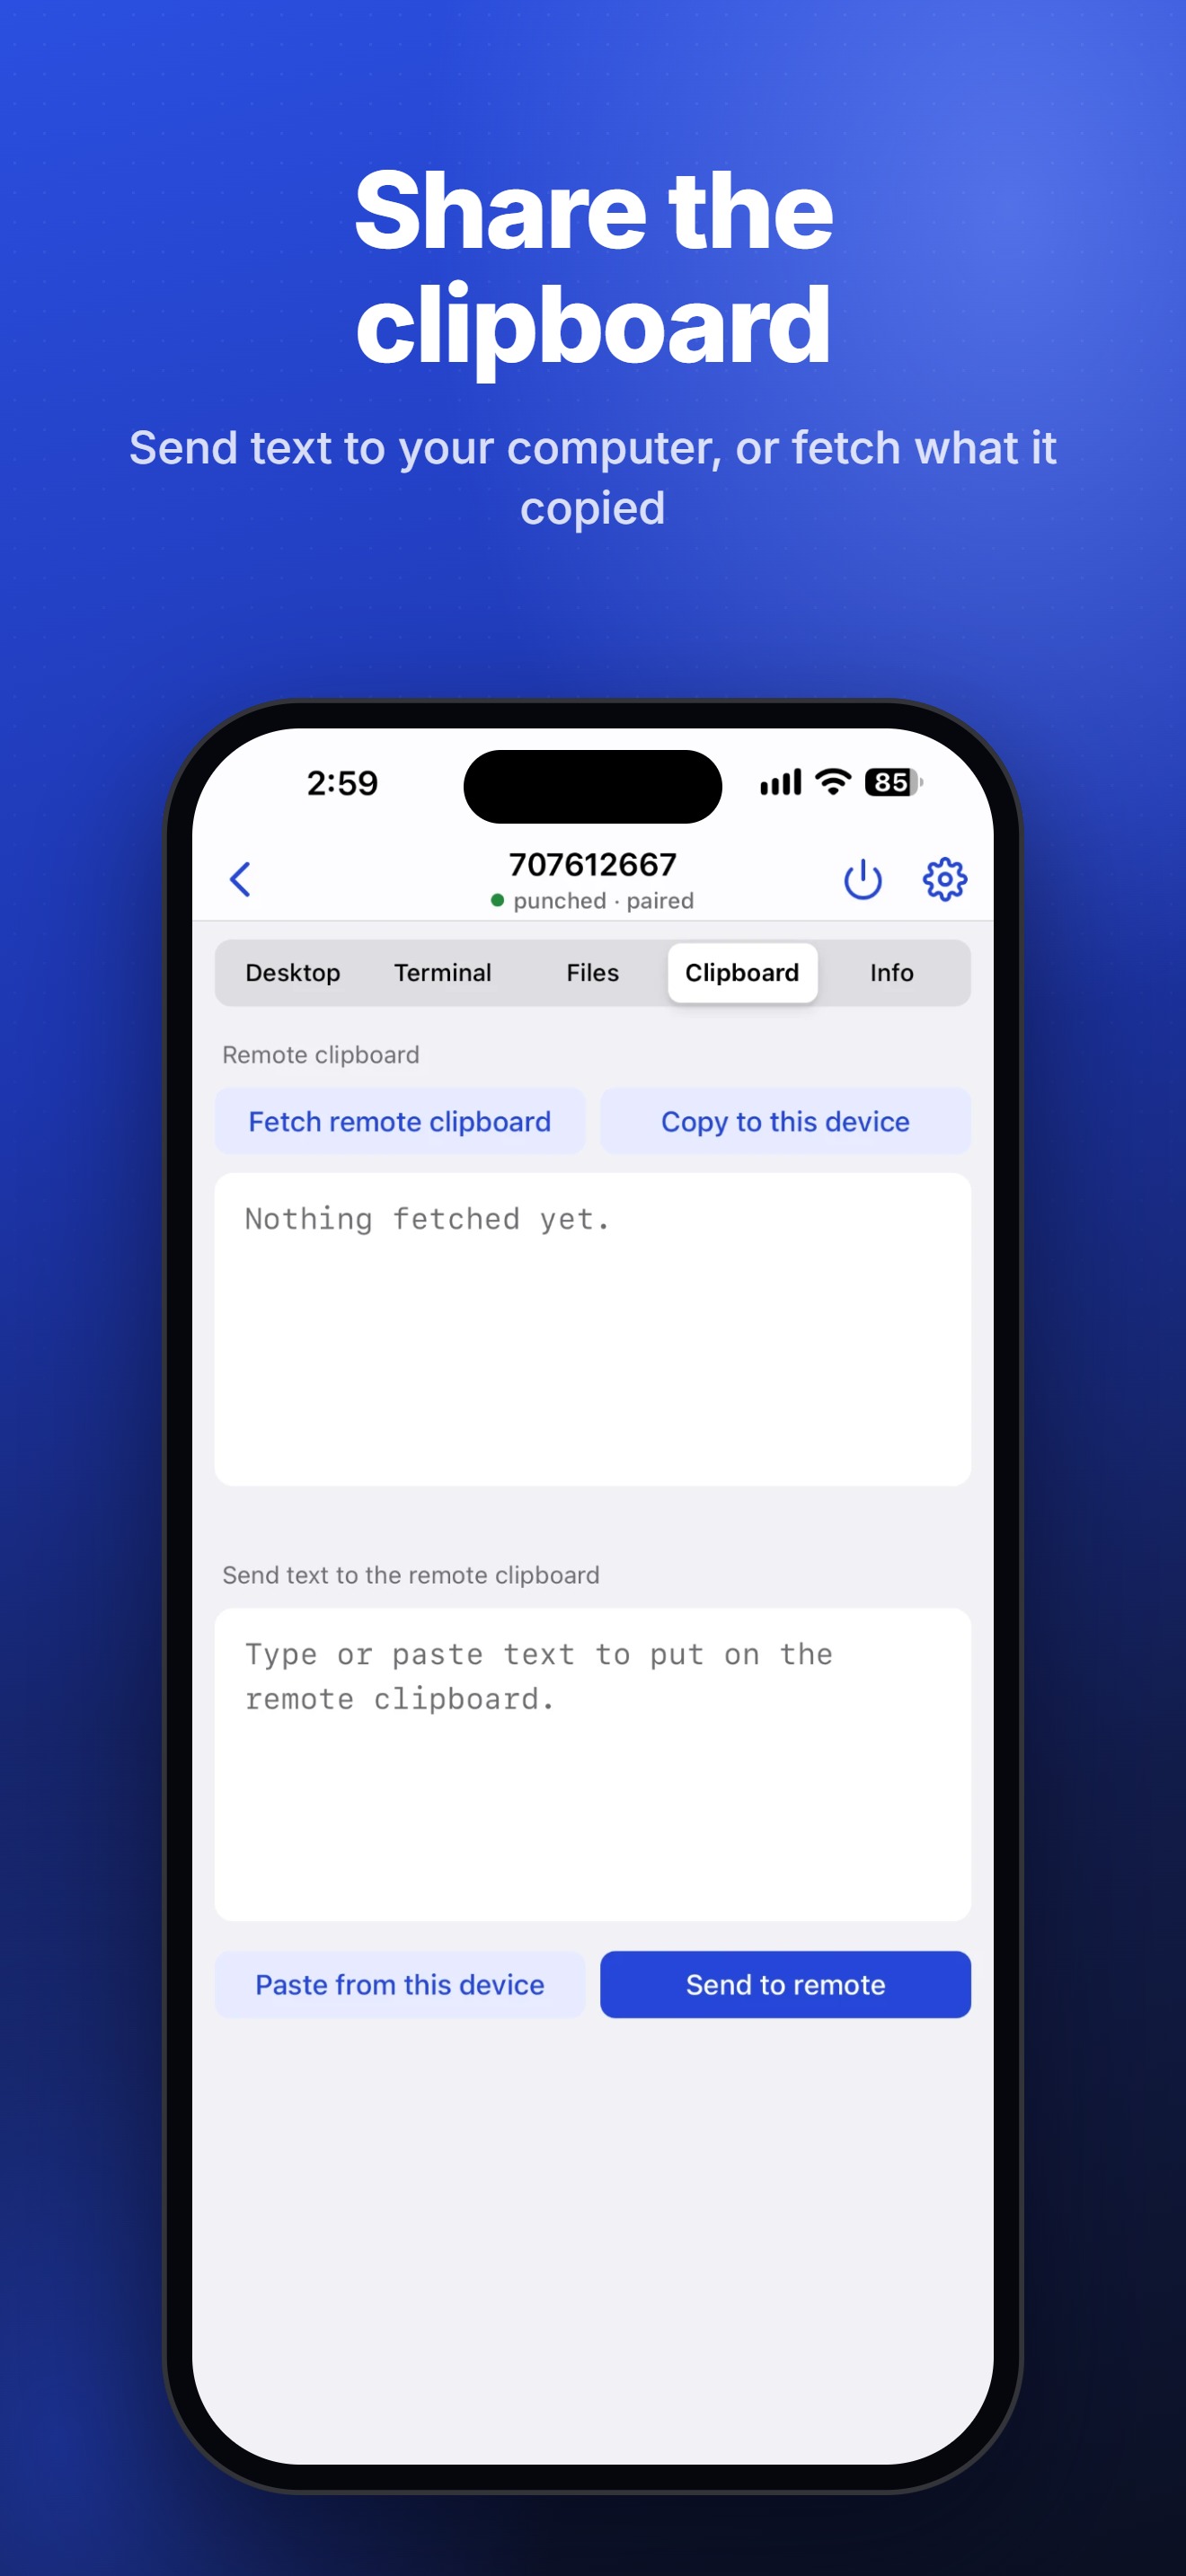 Share the
clipboard
Send text to your computer, or fetch what it
copied
2:59
85
707612667
punched · paired
Desktop Terminal Files Clipboard Info
Remote clipboard
Fetch remote clipboard Copy to this device
Nothing fetched yet.
Send text to the remote clipboard
Type or paste text to put on the
remote clipboard.
Paste from this device Send to remote